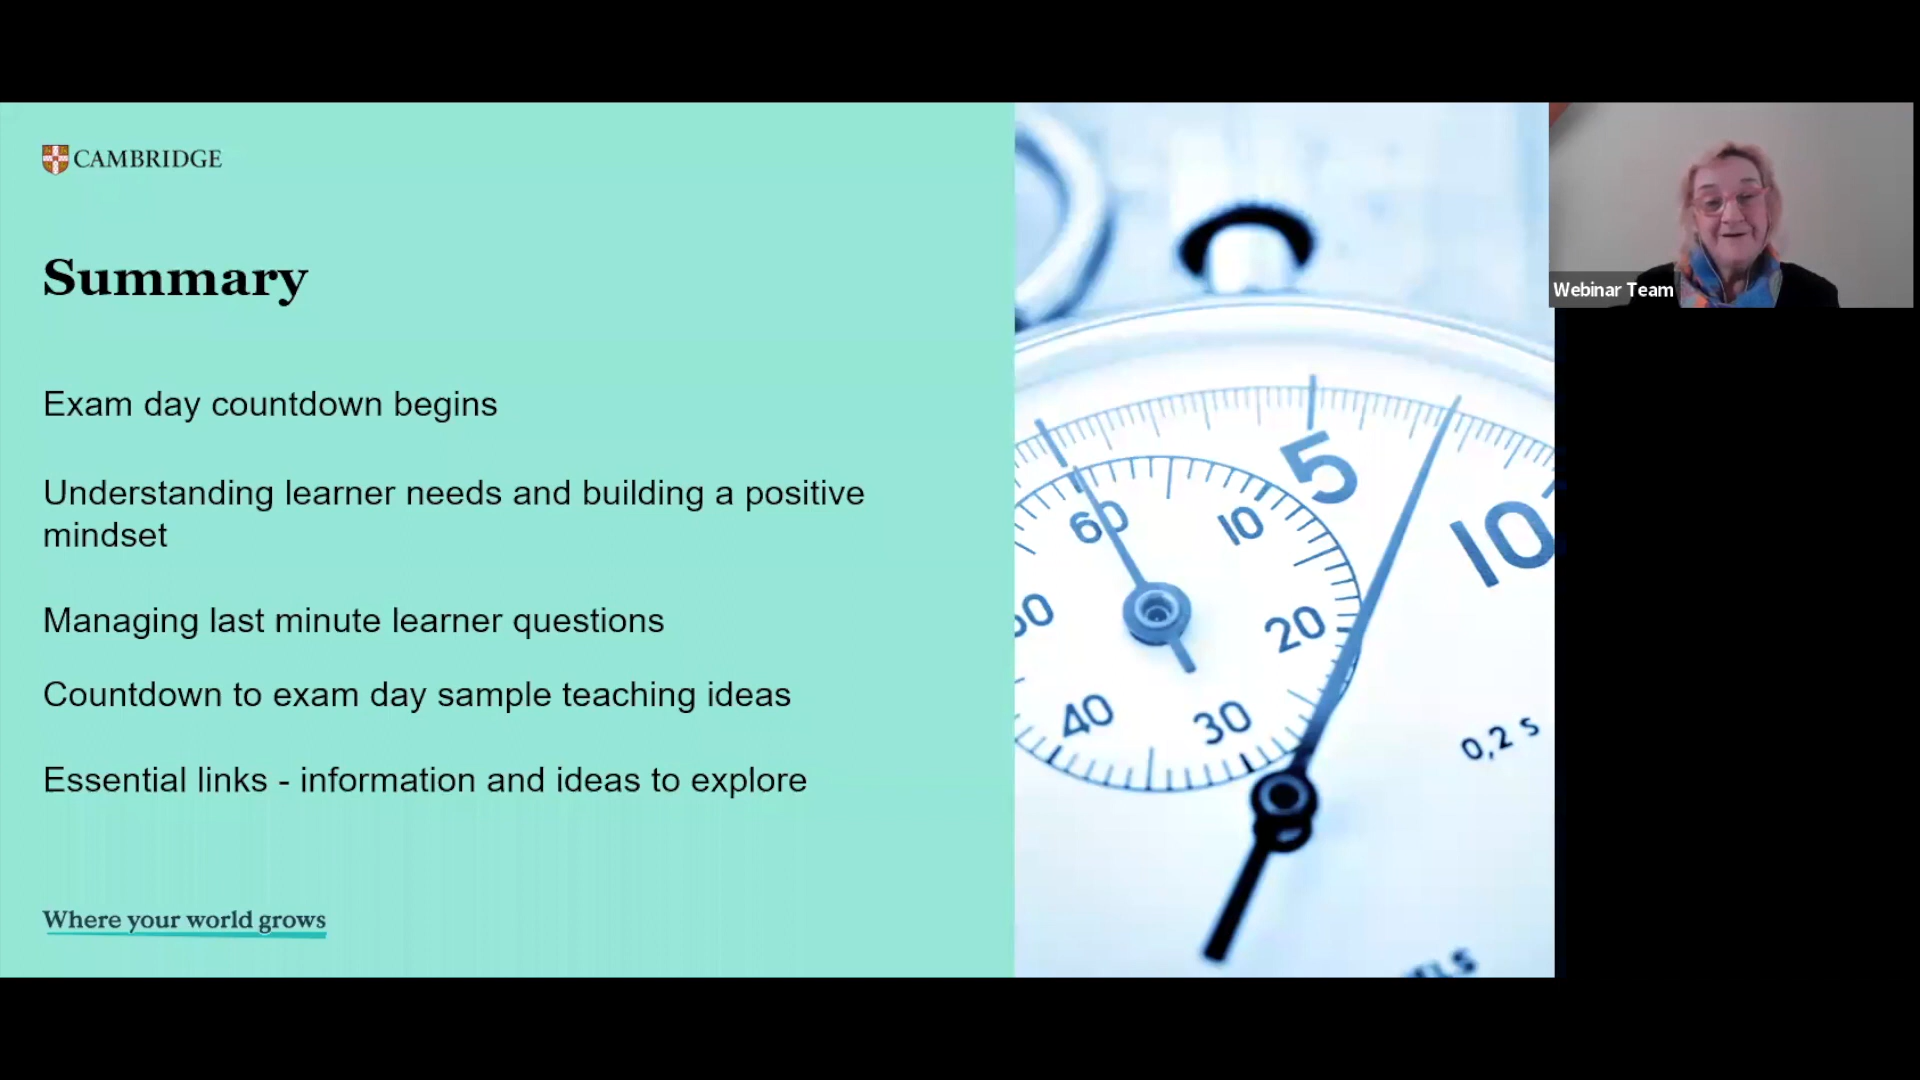 CAMBRIDGE
Summary
Exam day countdown begins
Understanding learner needs and building a positive
mindset
Managing last minute learner questions
Countdown to exam day sample teaching ideas
Essential links - information and ideas to explore
Where your world grows
5
10
60
10
20
30
40
0,2 s
Webinar Team